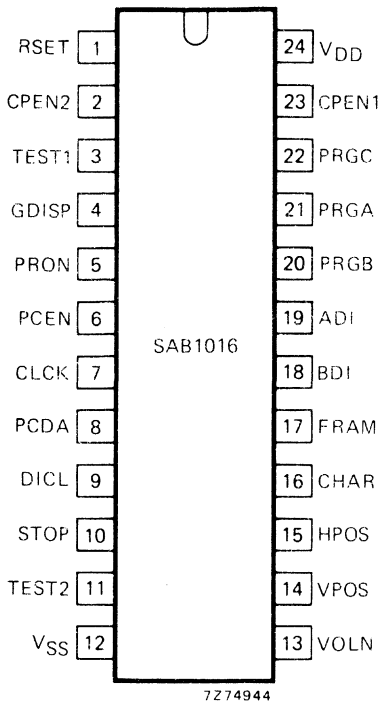 RSET 1 24 VDD
CPEN2 2 23 CPEN1
TEST1 3 22 PRGC
GDISP 4 21 PRGA
PRON 5 20 PRGB
PCEN 6 19 ADI
SAB1016
CLCK 7 18 BDI
PCDA 8 17 FRAM
DICL 9 16 CHAR
STOP 10 15 HPOS
TEST2 11 14 VPOS
VSS 12 13 VOLN
7Z74944